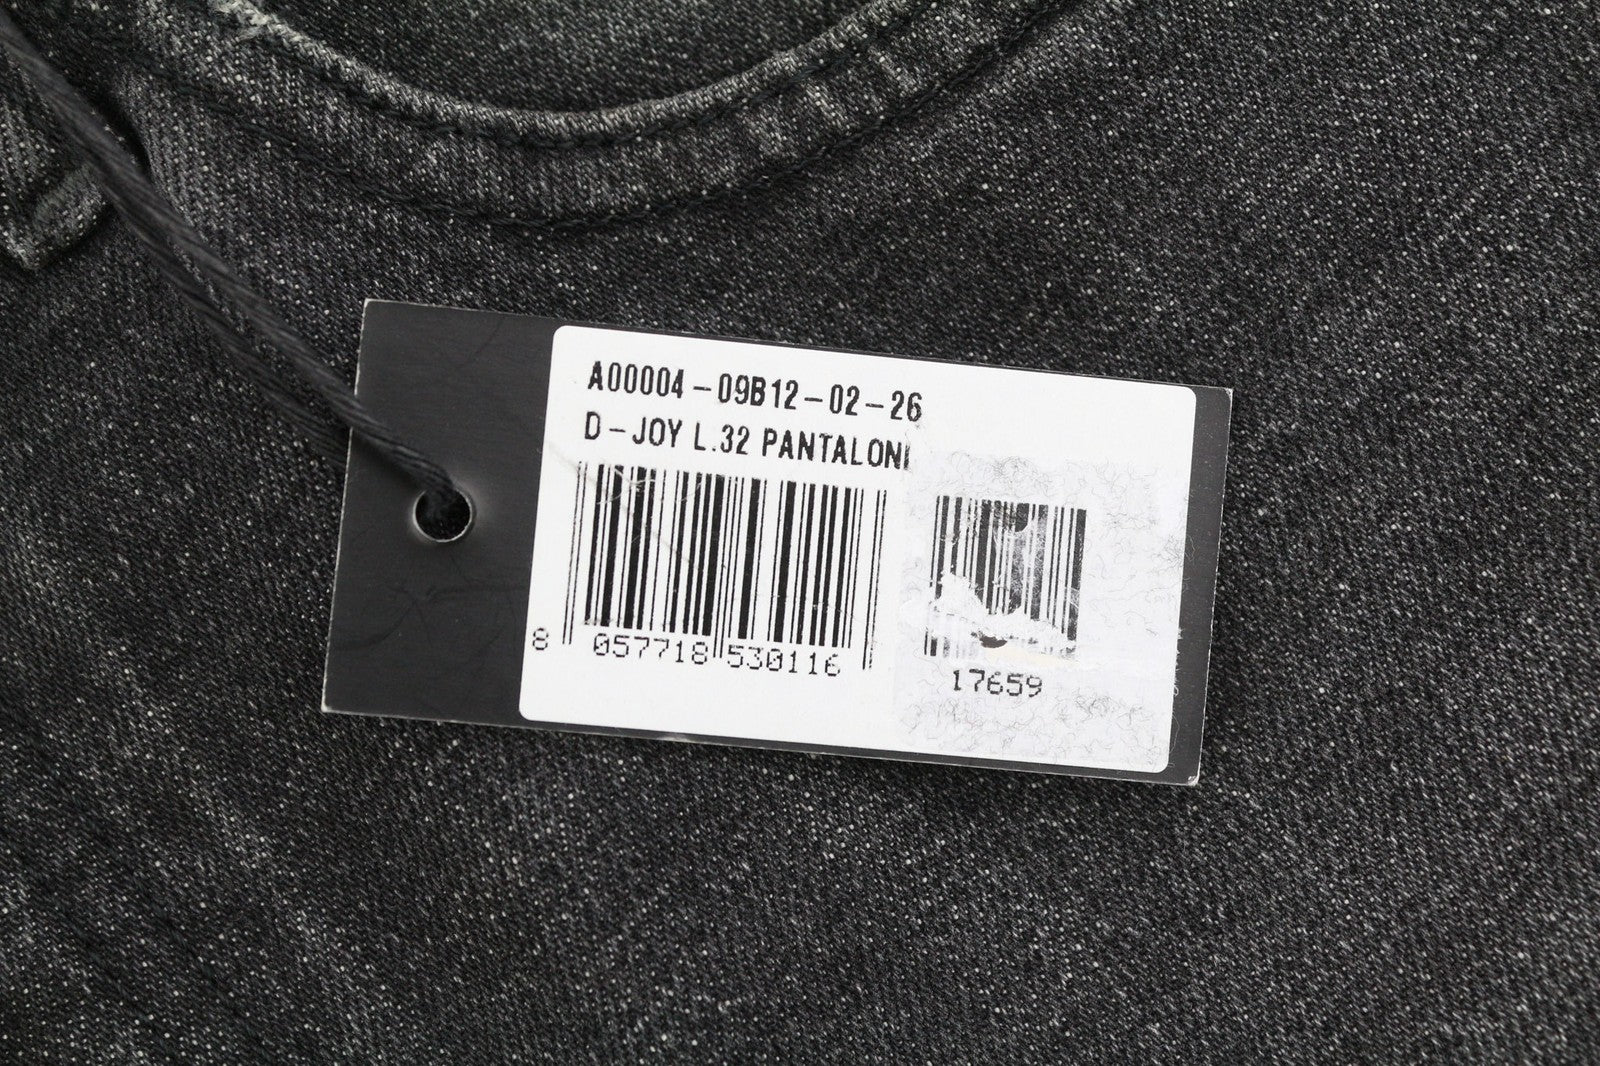 A00004-09B12-02-26
D-JOY L.32 PANTALONI
8 057718 530116
17659